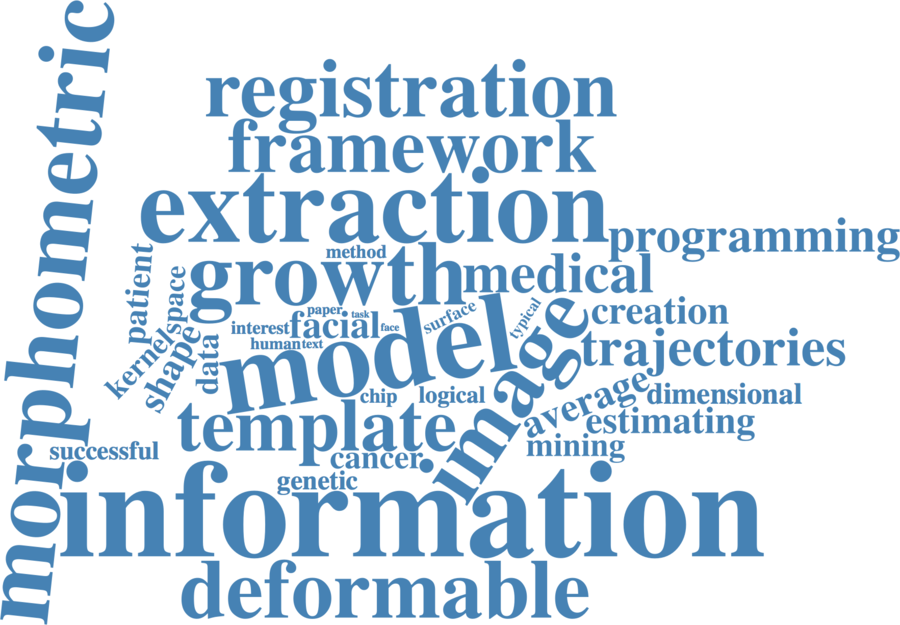 morphometric
registration
framework
extraction
programming
method
growth
medical
patient
space
kernel
shape
data
paper
task
interest
facial
face
surface
typical
human
text
model
image
creation
trajectories
chip
logical
average
dimensional
template
estimating
mining
successful
cancer
genetic
information
deformable